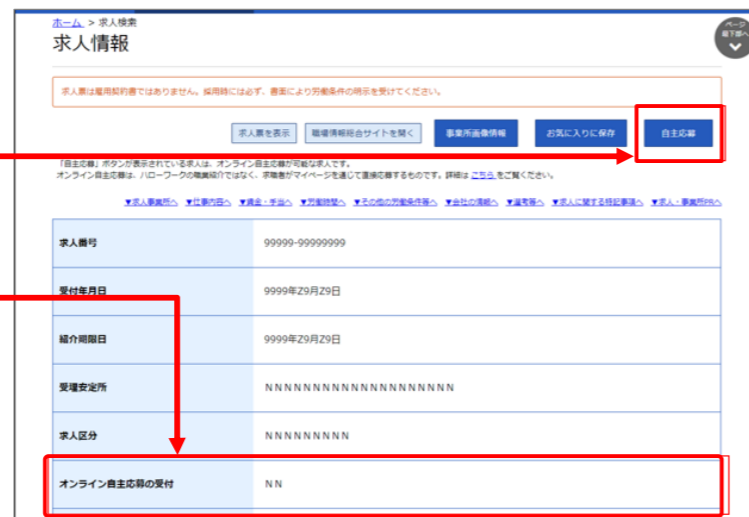 ホーム > 求人検索
求人情報
ページ
最下部へ
求人票は雇用契約書ではありません。採用時には必ず、書面により労働条件の明示を受けてください。
求人票を表示 職場情報総合サイトを開く 事業所画像情報 お気に入りに保存 自主応募
「自主応募」ボタンが表示されている求人は、オンライン自主応募が可能な求人です。
オンライン自主応募は、ハローワークの職業紹介ではなく、求職者がマイページを通じて直接応募するものです。詳細は こちら をご覧ください。
▼求人事業所へ ▼仕事内容へ ▼賃金・手当へ ▼労働時間へ ▼その他の労働条件等へ ▼会社の情報へ ▼選考等へ ▼求人に関する特記事項へ ▼求人・事業所PRへ
求人番号 99999-99999999
受付年月日 9999年Z9月Z9日
紹介期限日 9999年Z9月Z9日
受理安定所 NNNNNNNNNNNNNNNNNNNN
求人区分 NNNNNNNNN
オンライン自主応募の受付 NN